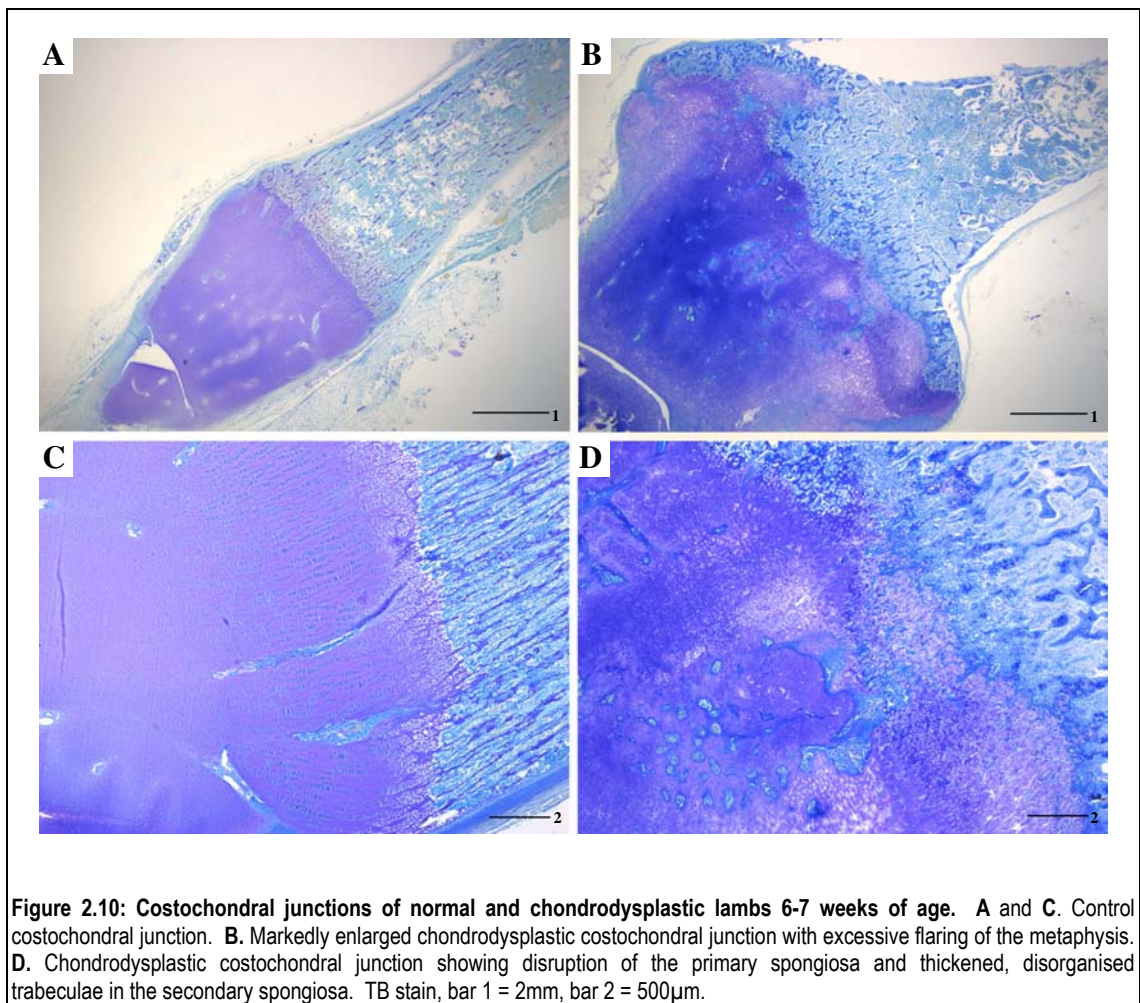 A
B
1
1
C
D
2
2
Figure 2.10: Costochondral junctions of normal and chondrodysplastic lambs 6-7 weeks of age. A and C. Control
costochondral junction. B. Markedly enlarged chondrodysplastic costochondral junction with excessive flaring of the metaphysis.
D. Chondrodysplastic costochondral junction showing disruption of the primary spongiosa and thickened, disorganised
trabeculae in the secondary spongiosa. TB stain, bar 1 = 2mm, bar 2 = 500µm.